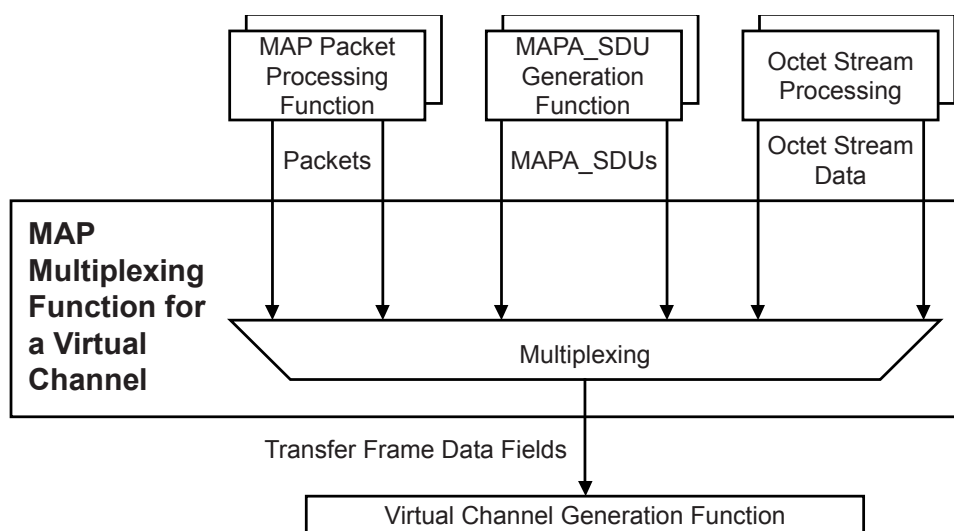 MAP Packet
Processing
Function
MAPA_SDU
Generation
Function
Octet Stream
Processing
Packets
MAPA_SDUs
Octet Stream
Data
MAP
Multiplexing
Function for
a Virtual
Channel
Multiplexing
Transfer Frame Data Fields
Virtual Channel Generation Function